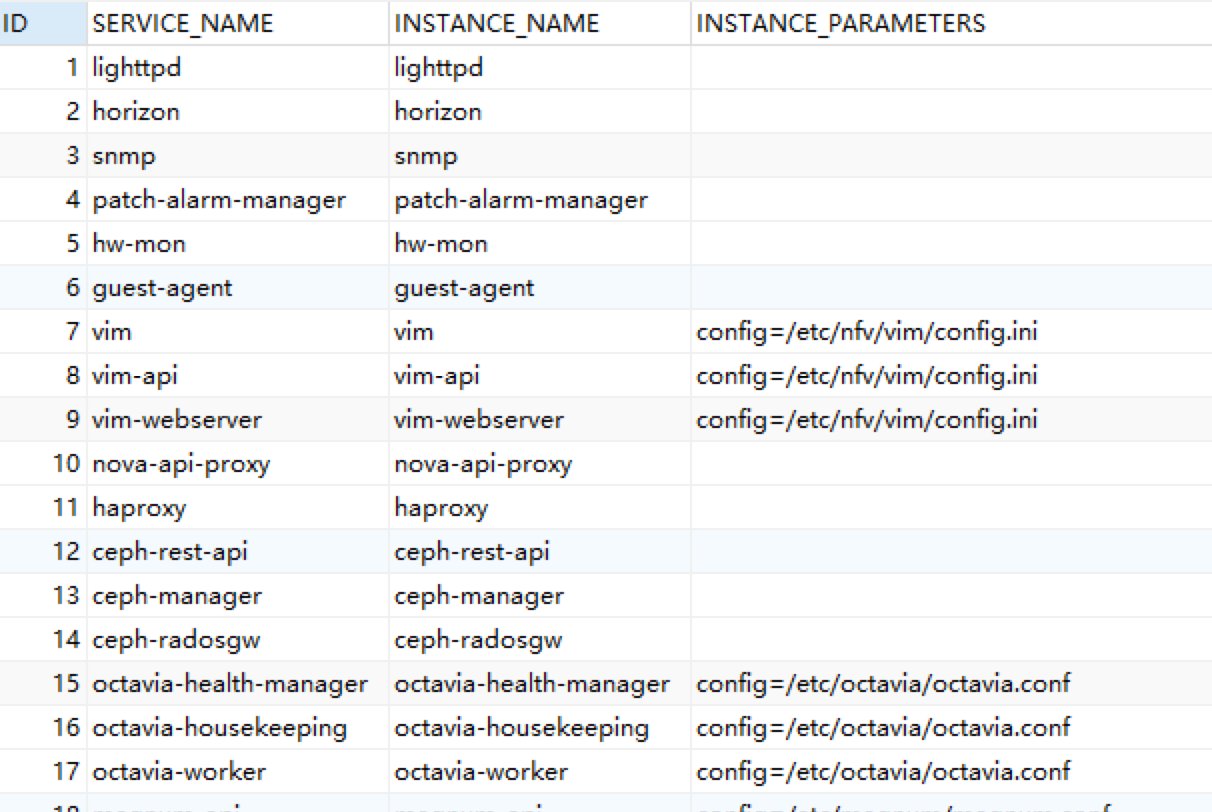 ID SERVICE_NAME INSTANCE_NAME INSTANCE_PARAMETERS
1 lighttpd lighttpd
2 horizon horizon
3 snmp snmp
4 patch-alarm-manager patch-alarm-manager
5 hw-mon hw-mon
6 guest-agent guest-agent
7 vim vim config=/etc/nfv/vim/config.ini
8 vim-api vim-api config=/etc/nfv/vim/config.ini
9 vim-webserver vim-webserver config=/etc/nfv/vim/config.ini
10 nova-api-proxy nova-api-proxy
11 haproxy haproxy
12 ceph-rest-api ceph-rest-api
13 ceph-manager ceph-manager
14 ceph-radosgw ceph-radosgw
15 octavia-health-manager octavia-health-manager config=/etc/octavia/octavia.conf
16 octavia-housekeeping octavia-housekeeping config=/etc/octavia/octavia.conf
17 octavia-worker octavia-worker config=/etc/octavia/octavia.conf